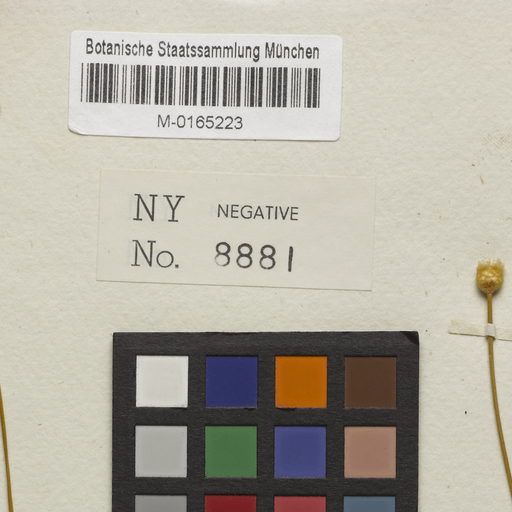 Botanische Staatssammlung München
M-0165223
NY NEGATIVE
No. 8881